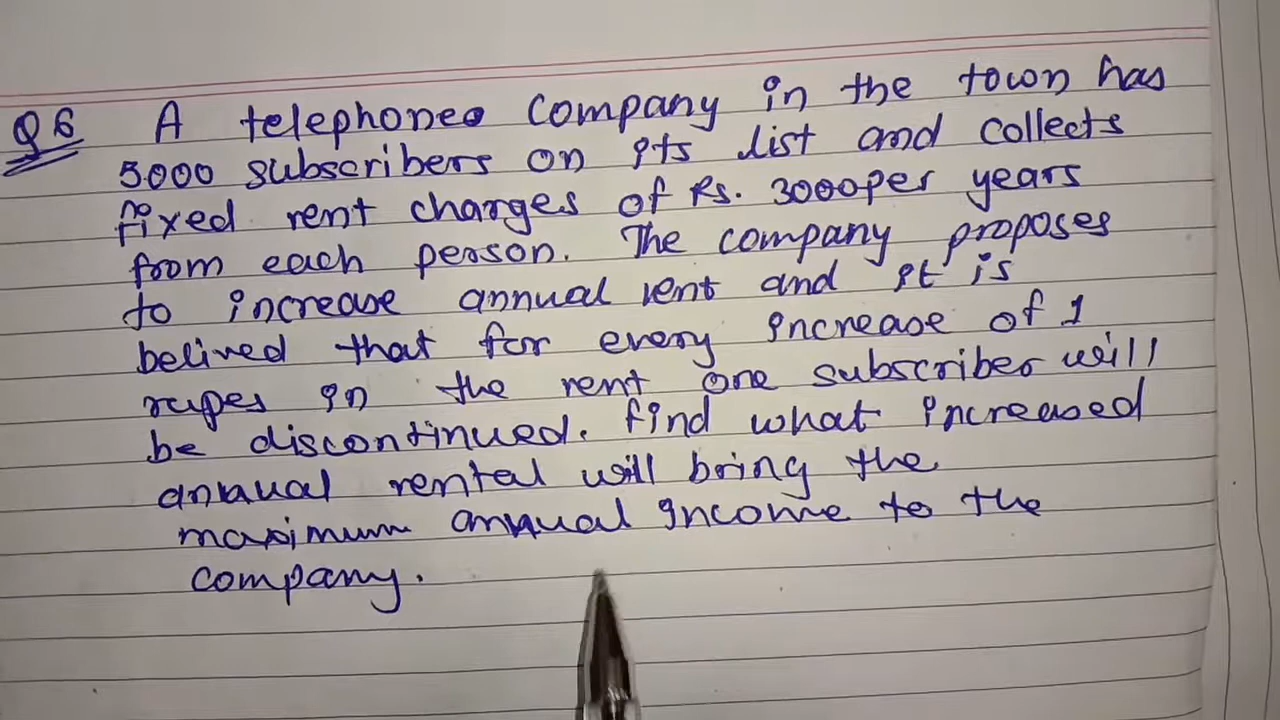 Q6 A telephone company in the town has
5000 subscribers on its list and collects
fixed rent charges of Rs. 3000 per years
from each person. The company proposes
to increase annual rent and it is
belived that for every increase of 1
rupes in the rent one subscriber will
be discontinued. find what increased
annual rental will bring the
maximum annual income to the
company.